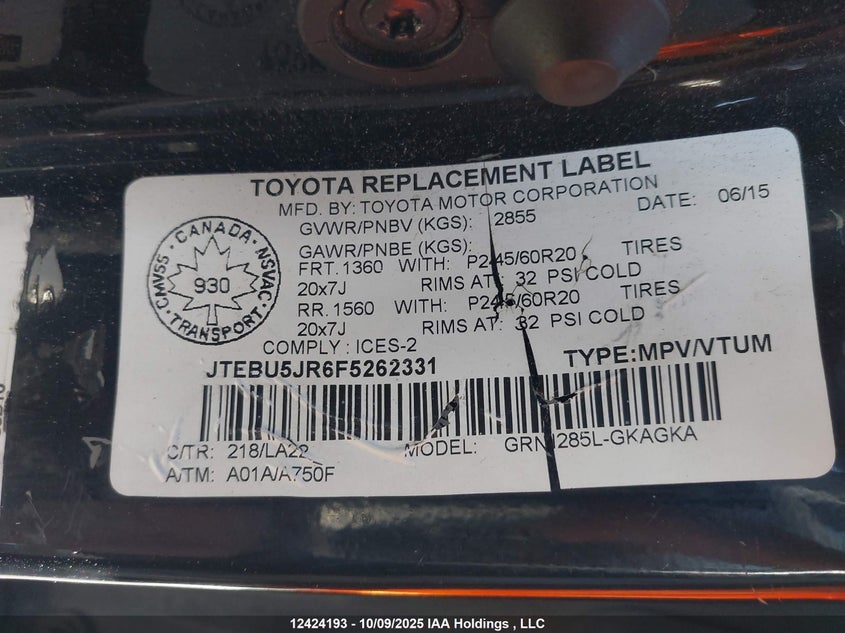 TOYOTA REPLACEMENT LABEL
MFD. BY: TOYOTA MOTOR CORPORATION
DATE: 06/15
GVWR/PNBV (KGS): 2855
GAWR/PNBE (KGS):
FRT. 1360 WITH: P245/60R20 TIRES
20x7J RIMS AT: 32 PSI COLD
RR. 1560 WITH: P245/60R20 TIRES
20x7J RIMS AT: 32 PSI COLD
CANADA · NSVAC · TRANSPORT · CMVSS
930
COMPLY : ICES-2
JTEBU5JR6F5262331 TYPE:MPV/VTUM
C/TR: 218/LA22 MODEL: GRN285L-GKAGKA
A/TM: A01A/A750F
12424193 - 10/09/2025 IAA Holdings , LLC